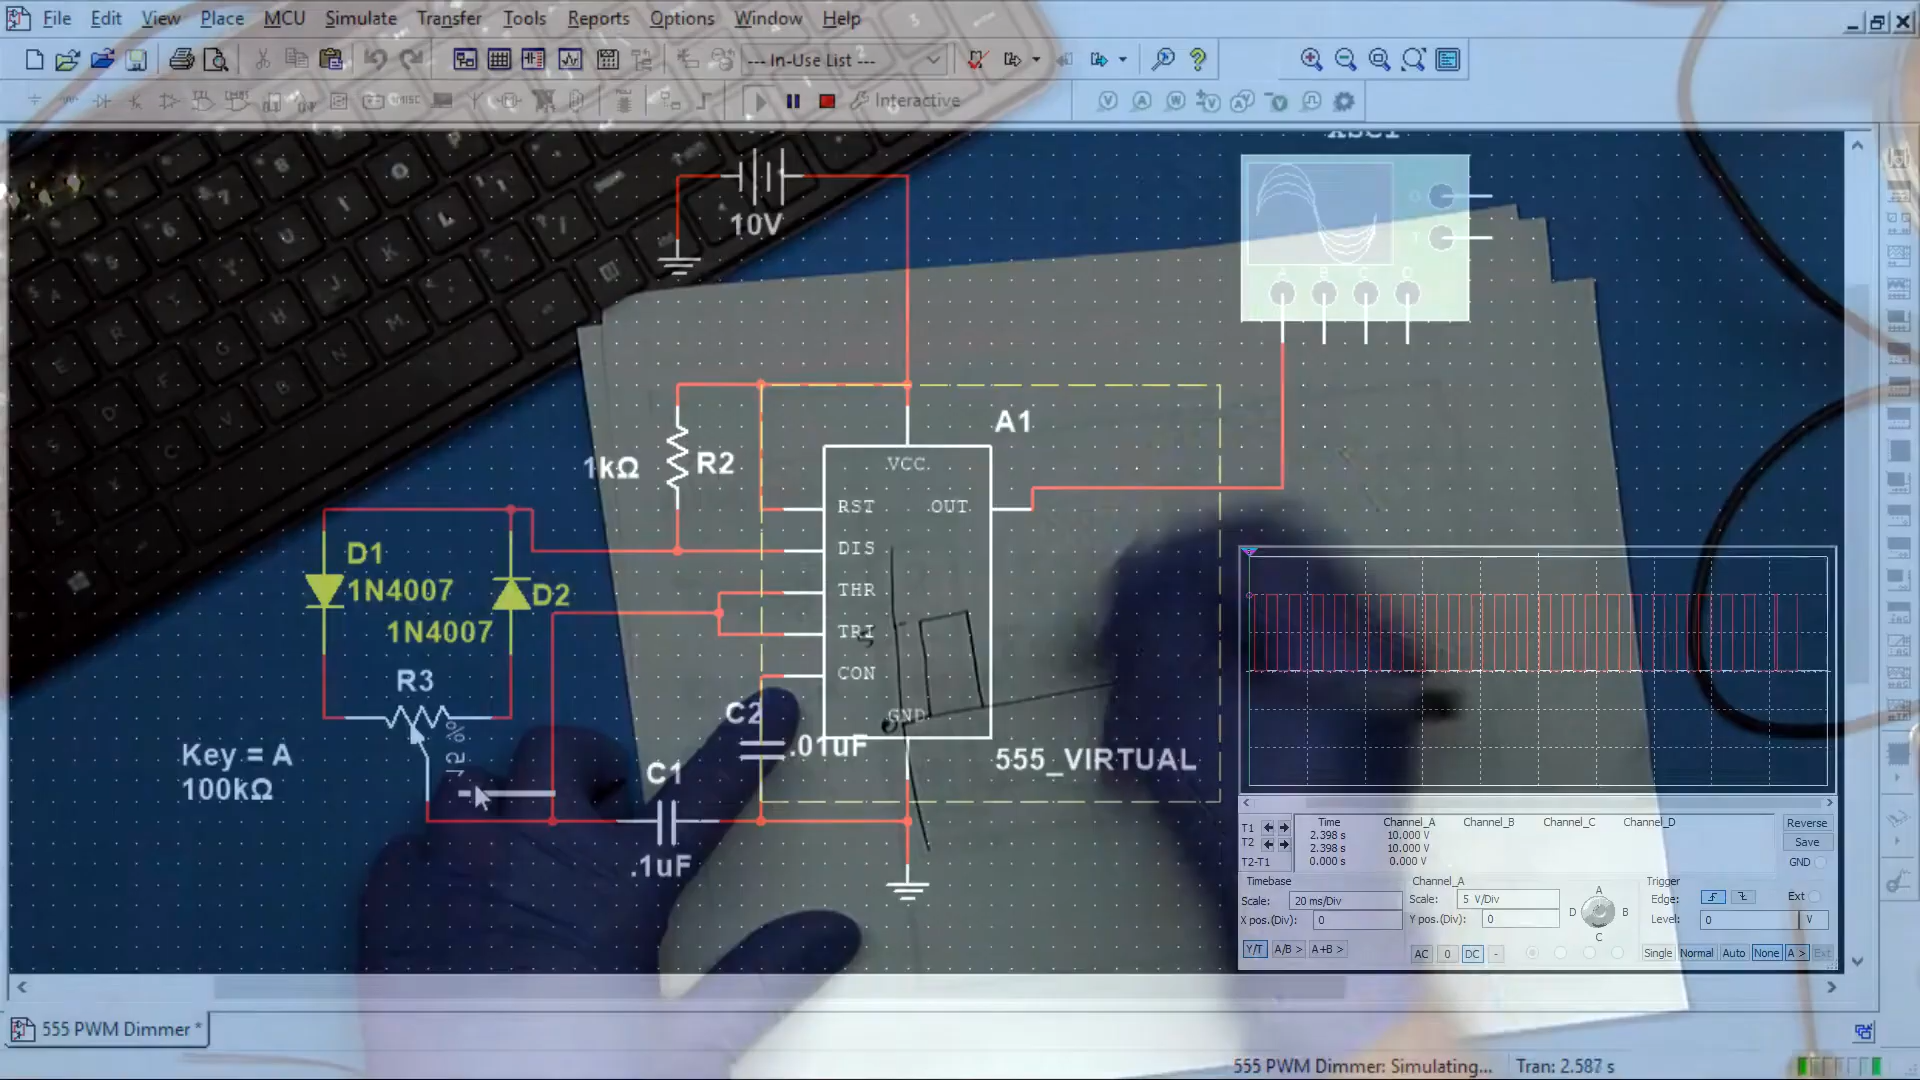 File Edit View Place MCU Simulate Transfer Tools Reports Options Window Help
--- In-Use List ---
Interactive
XSC1
10V
A1
1kΩ R2
VCC
RST OUT
DIS
THR
TRI
CON
GND
D1
1N4007
D2
1N4007
R3
Key = A
100kΩ
C2
.01uF
C1
.1uF
555_VIRTUAL
A B C D
Time Channel_A Channel_B Channel_C Channel_D
T1 2.398 s 10.000 V
T2 2.398 s 10.000 V
T2-T1 0.000 s 0.000 V
Reverse
Save
GND
Timebase
Scale: 20 ms/Div
X pos.(Div): 0
Y/T A/B > A+B >
Channel_A
Scale: 5 V/Div
Y pos.(Div): 0
AC 0 DC -
A
D B
C
Trigger
Edge: Ext
Level: 0 V
Single Normal Auto None A > Ext
555 PWM Dimmer *
555 PWM Dimmer: Simulating... Tran: 2.587 s